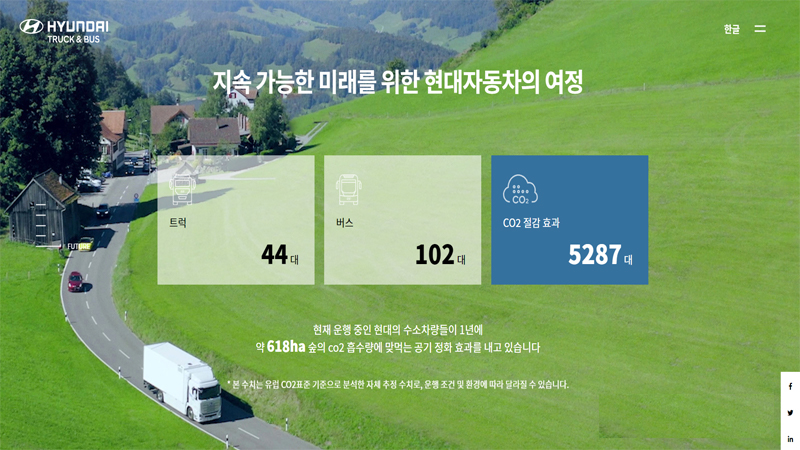 HYUNDAI
TRUCK & BUS
한글
지속 가능한 미래를 위한 현대자동차의 여정
트럭
44 대
버스
102 대
CO2
CO2 절감 효과
5287 대
FUTURE
현재 운행 중인 현대의 수소차량들이 1년에
약 618ha 숲의 co2 흡수량에 맞먹는 공기 정화 효과를 내고 있습니다
* 본 수치는 유럽 CO2표준 기준으로 분석한 자체 추정 수치로, 운행 조건 및 환경에 따라 달라질 수 있습니다.
f
in